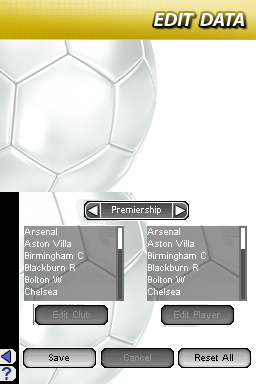 EDIT DATA
Premiership
Arsenal
Aston Villa
Birmingham C
Blackburn R
Bolton W
Chelsea
Arsenal
Aston Villa
Birmingham C
Blackburn R
Bolton W
Chelsea
Edit Club
Edit Player
Save
Cancel
Reset All
?